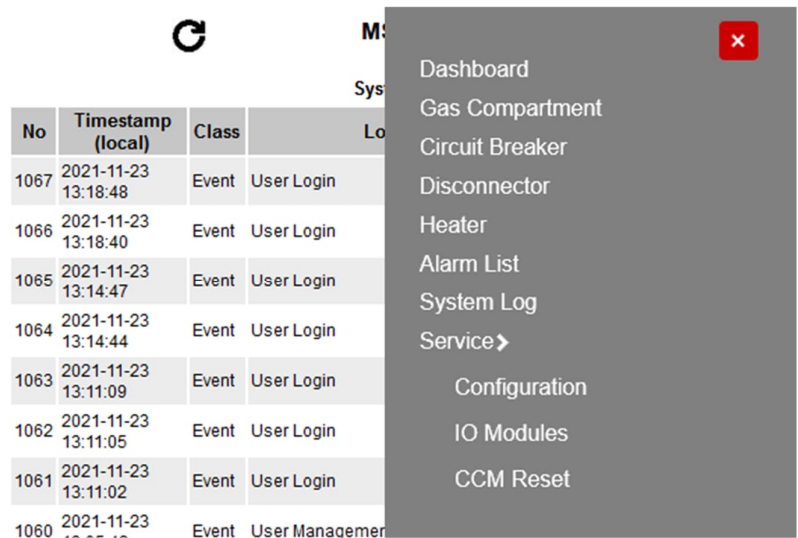 MS
Sys
No Timestamp (local) Class Lo
1067 2021-11-23 13:18:48 Event User Login
1066 2021-11-23 13:18:40 Event User Login
1065 2021-11-23 13:14:47 Event User Login
1064 2021-11-23 13:14:44 Event User Login
1063 2021-11-23 13:11:09 Event User Login
1062 2021-11-23 13:11:05 Event User Login
1061 2021-11-23 13:11:02 Event User Login
1060 2021-11-23 Event User Managemen
Dashboard
Gas Compartment
Circuit Breaker
Disconnector
Heater
Alarm List
System Log
Service
Configuration
IO Modules
CCM Reset